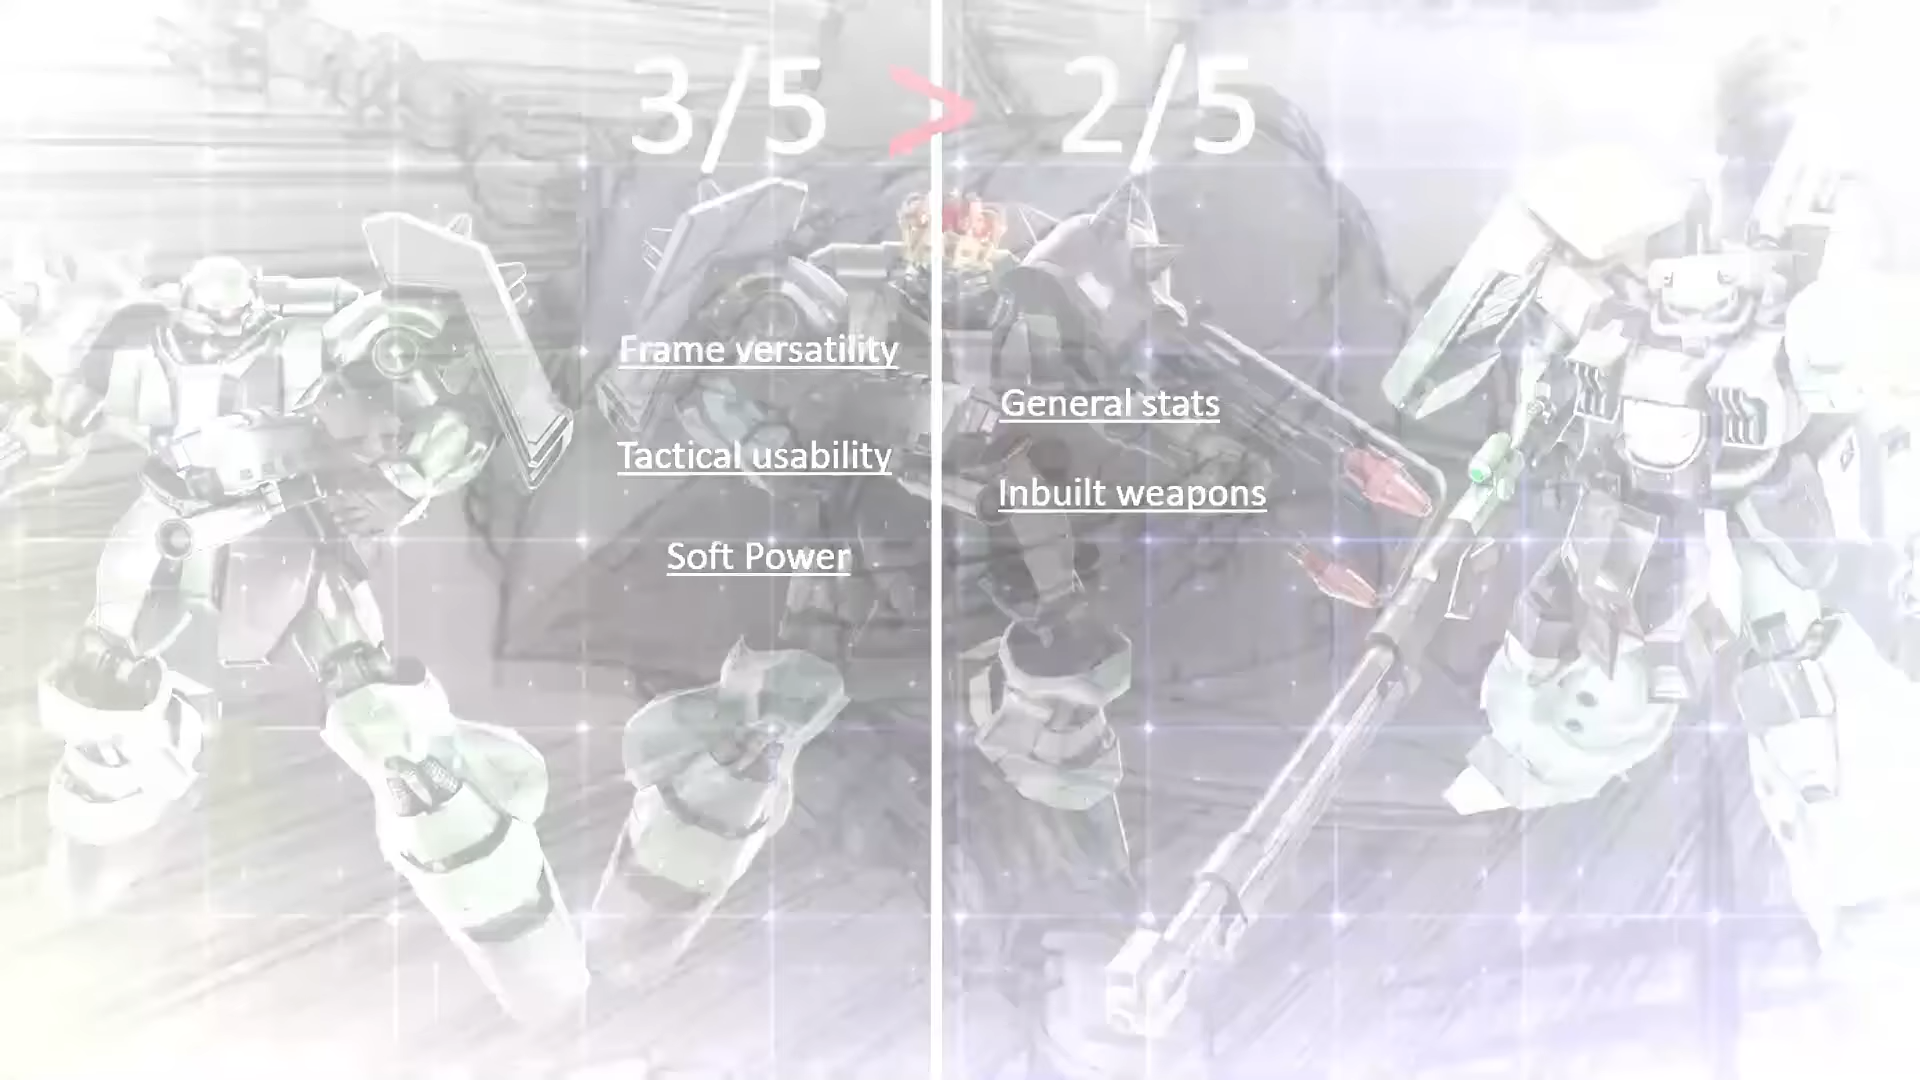 3/5 > 2/5
Frame versatility
General stats
Tactical usability
Inbuilt weapons
Soft Power